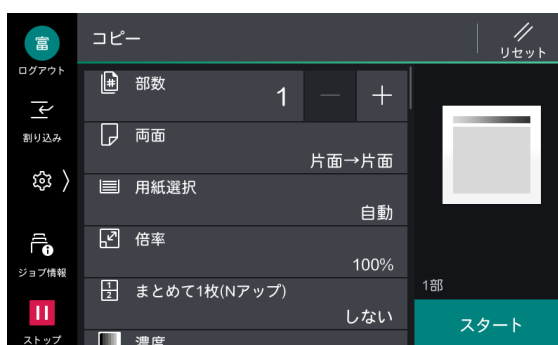 富
ログアウト
割り込み
ジョブ情報
ストップ
コピー
リセット
部数
1
両面
片面→片面
用紙選択
自動
倍率
100%
まとめて1枚(Nアップ)
しない
濃度
1部
スタート